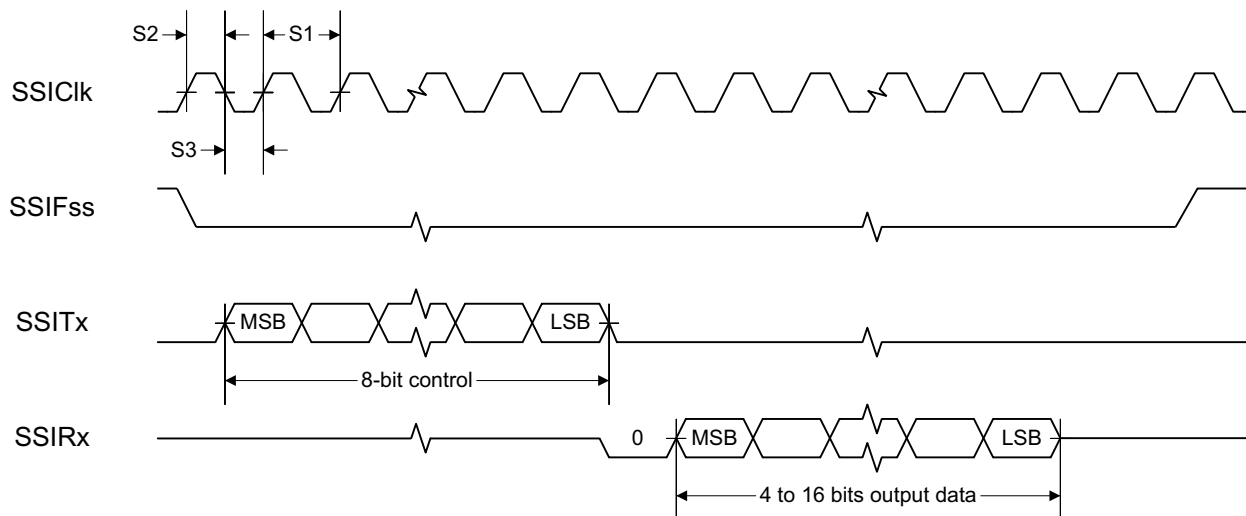 S2
S1
SSIClk
S3
SSIFss
SSITx
MSB
LSB
8-bit control
SSIRx
0
MSB
LSB
4 to 16 bits output data